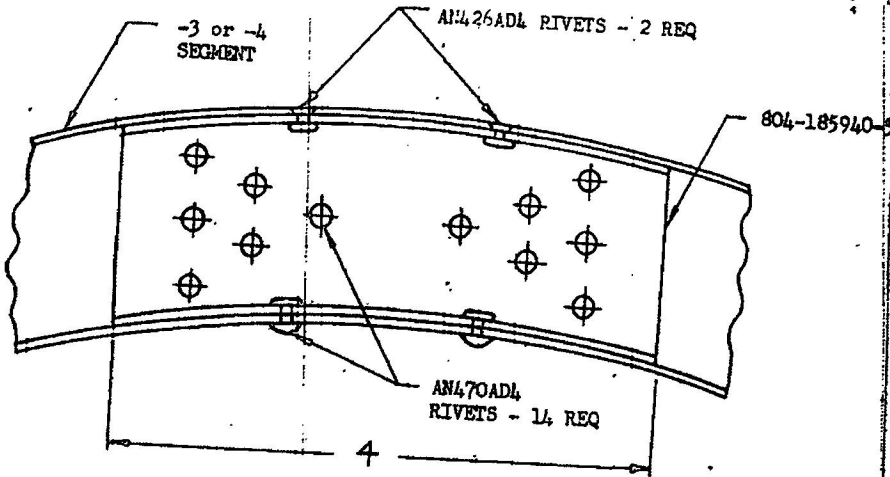 -3 or -4
SEGMENT
AN426AD4 RIVETS - 2 REQ
804-185940-
AN470AD4
RIVETS - 14 REQ
4